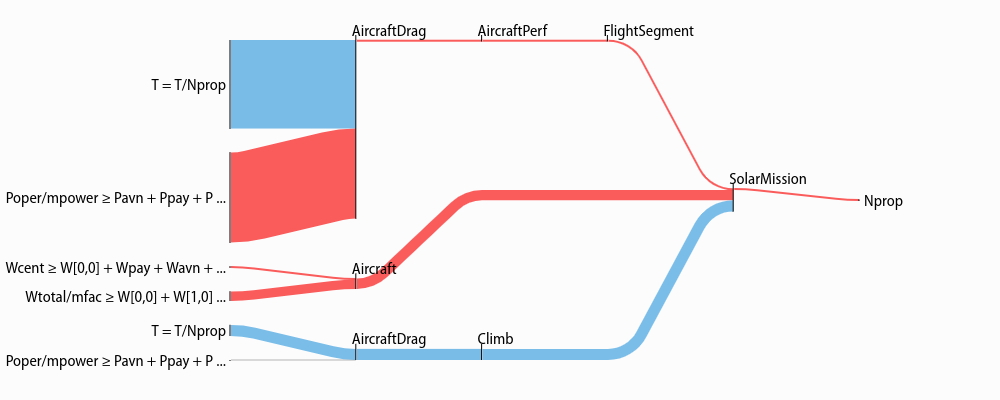 AircraftDrag AircraftPerf FlightSegment
T = T/Nprop
SolarMission
Poper/mpower ≥ Pavn + Ppay + P ...
Nprop
Wcent ≥ W[0,0] + Wpay + Wavn + ...
Aircraft
Wtotal/mfac ≥ W[0,0] + W[1,0] ...
T = T/Nprop
AircraftDrag Climb
Poper/mpower ≥ Pavn + Ppay + P ...